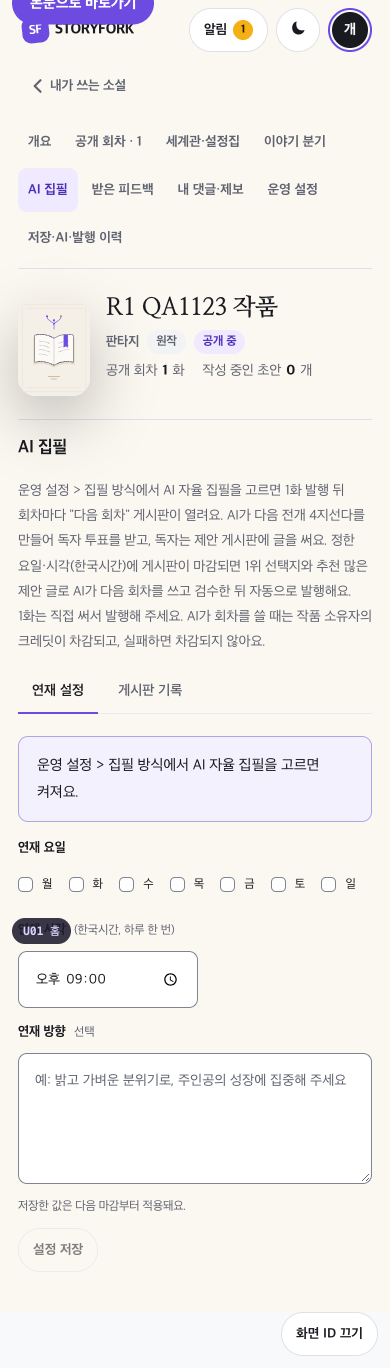 본문으로 바로가기
SF STORYFORK
알림 1
개
내가 쓰는 소설
개요 공개 회차 · 1 세계관·설정집 이야기 분기
AI 집필 받은 피드백 내 댓글·제보 운영 설정
저장·AI·발행 이력
R1 QA1123 작품
판타지 원작 공개 중
공개 회차 1 화 작성 중인 초안 0 개
AI 집필
운영 설정 > 집필 방식에서 AI 자율 집필을 고르면 1화 발행 뒤
회차마다 "다음 회차" 게시판이 열려요. AI가 다음 전개 4지선다를
만들어 독자 투표를 받고, 독자는 제안 게시판에 글을 써요. 정한
요일·시각(한국시간)에 게시판이 마감되면 1위 선택지와 추천 많은
제안 글로 AI가 다음 회차를 쓰고 검수한 뒤 자동으로 발행해요.
1화는 직접 써서 발행해 주세요. AI가 회차를 쓸 때는 작품 소유자의
크레딧이 차감되고, 실패하면 차감되지 않아요.
연재 설정 게시판 기록
운영 설정 > 집필 방식에서 AI 자율 집필을 고르면
켜져요.
연재 요일
월 화 수 목 금 토 일
U01 홈 (한국시간, 하루 한 번)
오후 09:00
연재 방향 선택
예: 밝고 가벼운 분위기로, 주인공의 성장에 집중해 주세요
저장한 값은 다음 마감부터 적용돼요.
설정 저장
화면 ID 끄기